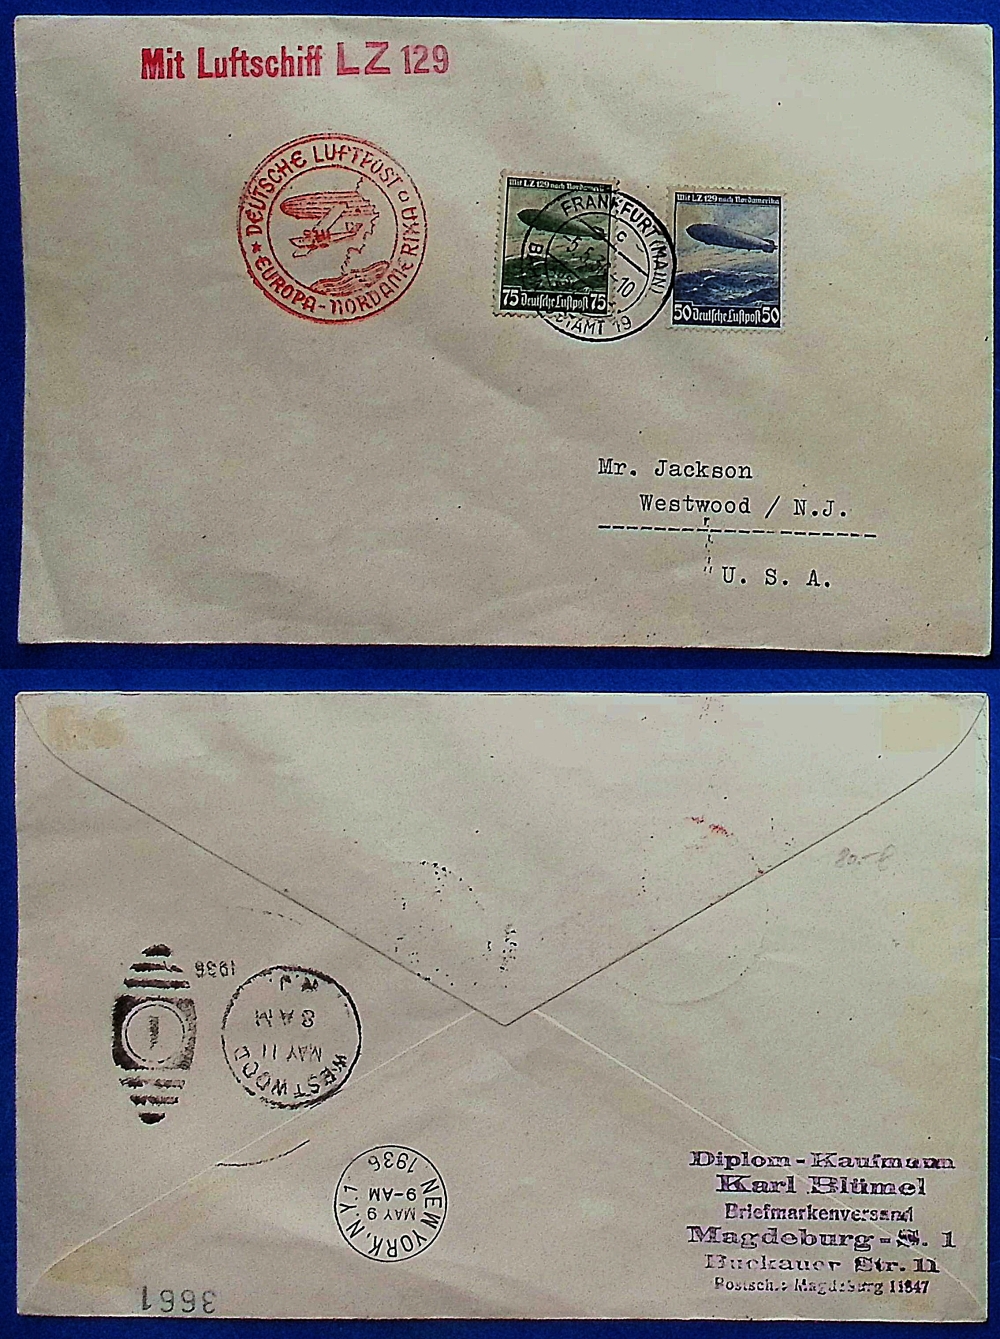 Mit Luftschiff LZ 129
DEUTSCHE LUFTPOST
EUROPA - NORDAMERIKA
Mit LZ 129 nach Nordamerika
75 Deutsche Luftpost 75
FRANKFURT (MAIN)
c
19
Mit LZ 129 nach Nordamerika
50 Deutsche Luftpost 50
Mr. Jackson
Westwood / N.J.
U. S. A.
1936
WESTWOOD
MAY 11
8 AM
N.J.
NEW YORK, N.Y. 1
MAY 9
9-AM
1936
Diplom-Kaufmann
Karl Blümel
Briefmarkenversand
Magdeburg-S. 1
Buckauer Str. 11
Postsch.: Magdeburg 11847
3661